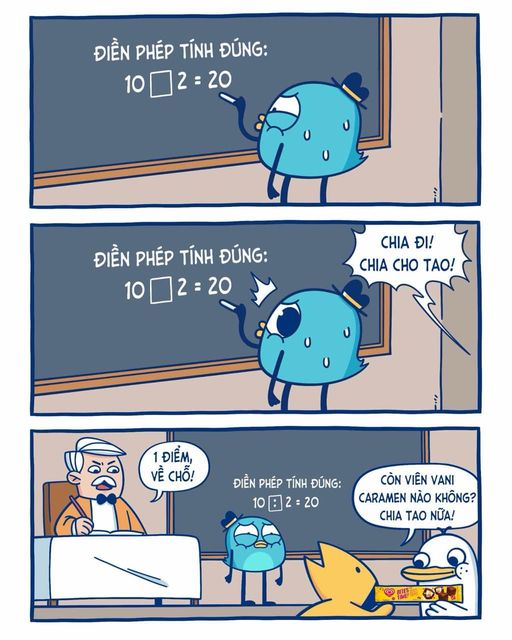 ĐIỀN PHÉP TÍNH ĐÚNG:
10 □ 2 = 20
ĐIỀN PHÉP TÍNH ĐÚNG:
10 □ 2 = 20
CHIA ĐI!
CHIA CHO TAO!
1 ĐIỂM,
VỀ CHỖ!
ĐIỀN PHÉP TÍNH ĐÚNG:
10 : 2 = 20
CÒN VIÊN VANI
CARAMEN NÀO KHÔNG?
CHIA TAO NỮA!